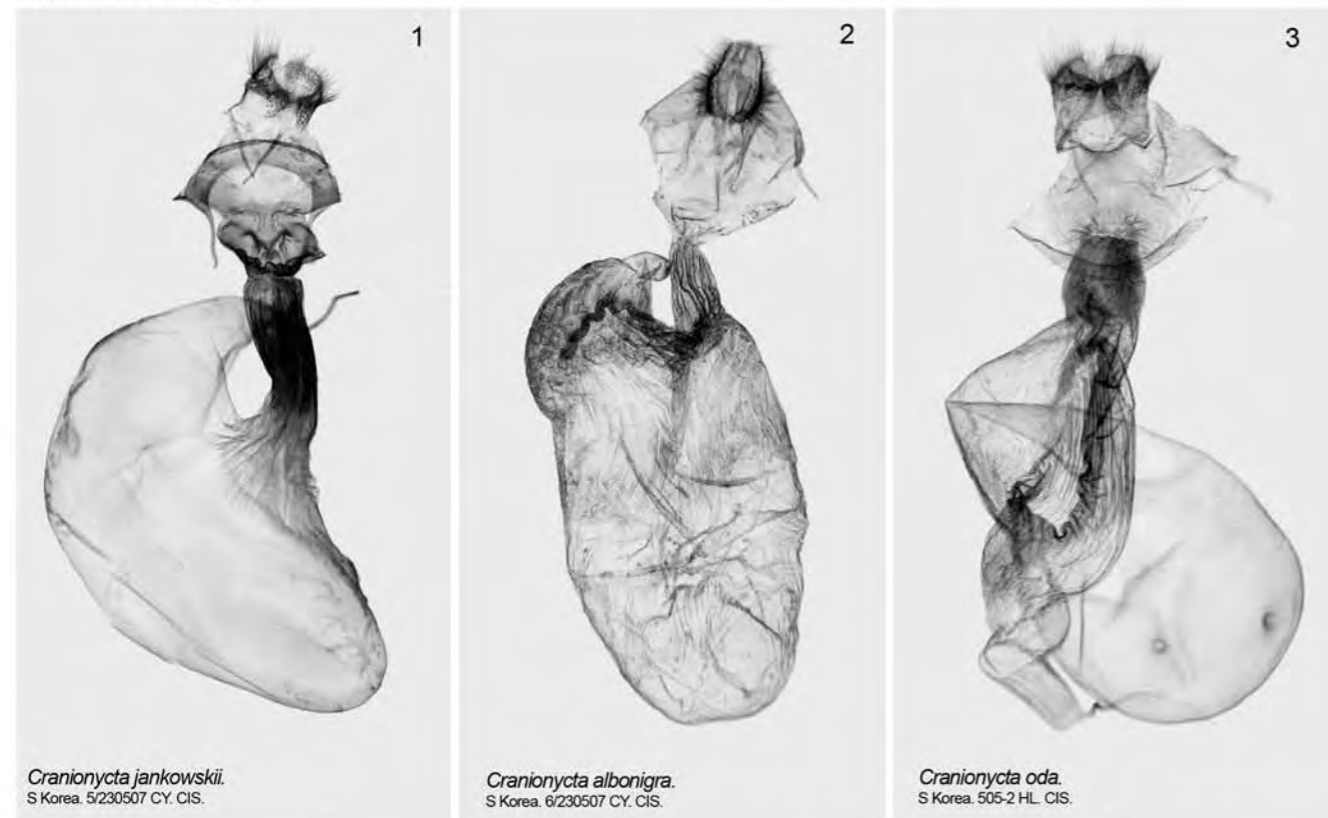 1
2
3
Cranionycta jankowskii.
S Korea. 5/230507 CY. CIS.
Cranionycta albonigra.
S Korea. 6/230507 CY. CIS.
Cranionycta oda.
S Korea. 505-2 HL. CIS.